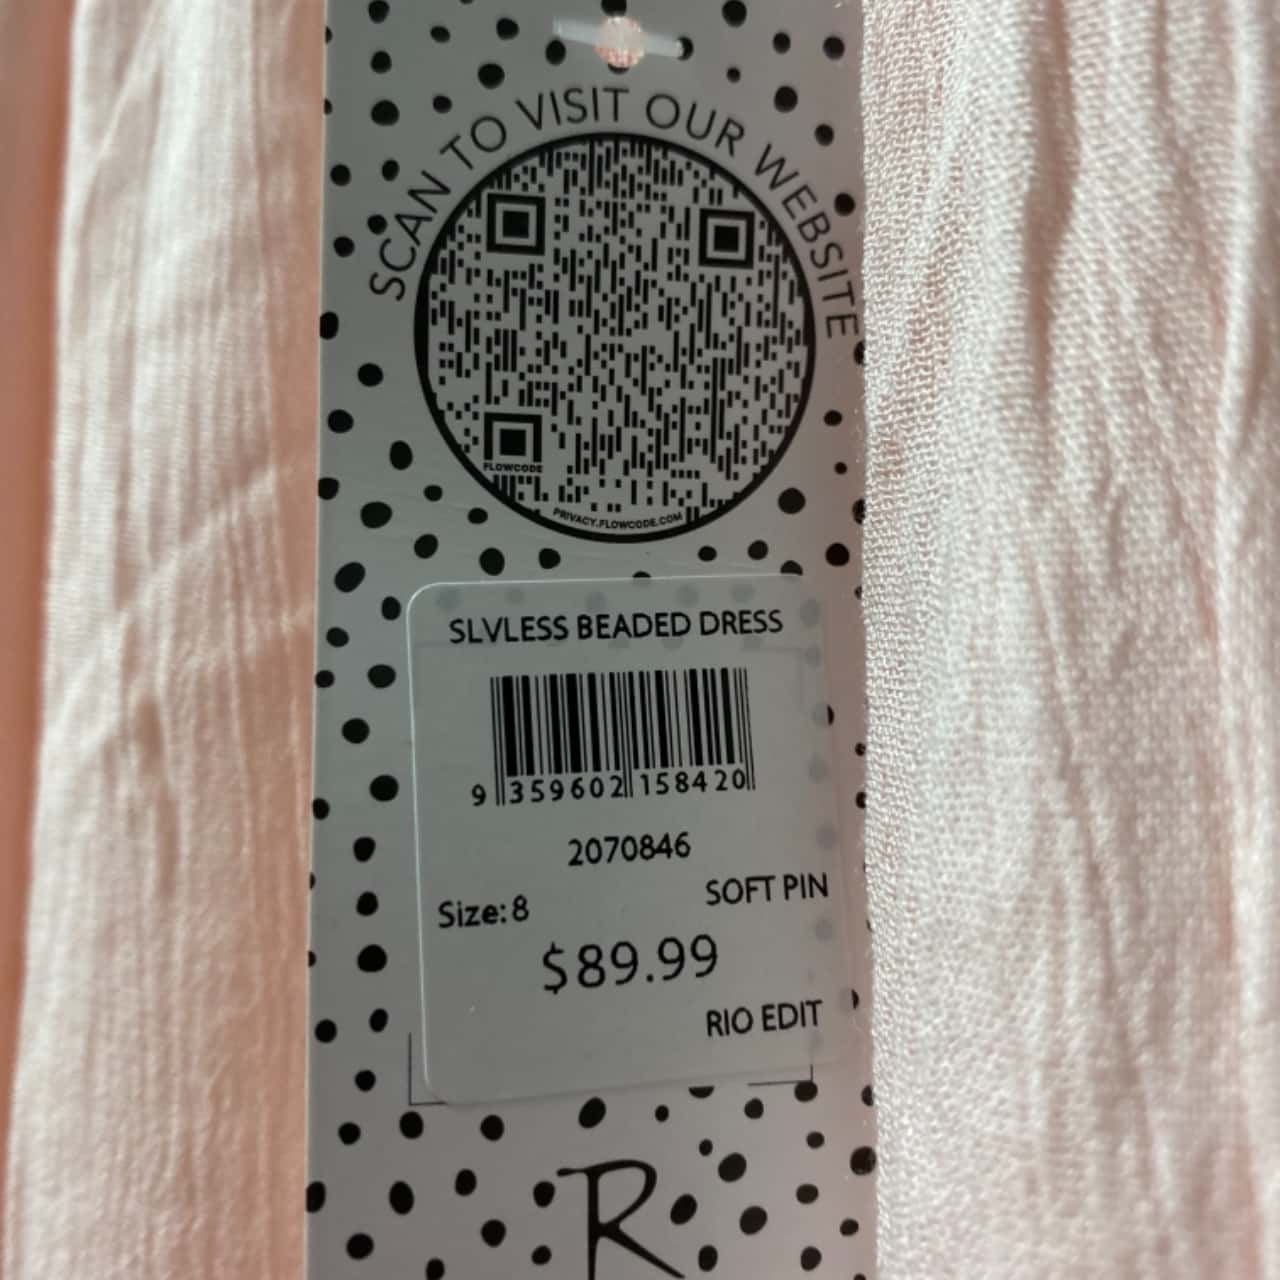 SCAN TO VISIT OUR WEBSITE
FLOWCODE
PRIVACY.FLOWCODE.COM
SLVLESS BEADED DRESS
9 359602 158420
2070846
SOFT PIN
Size: 8
$89.99
RIO EDIT
R